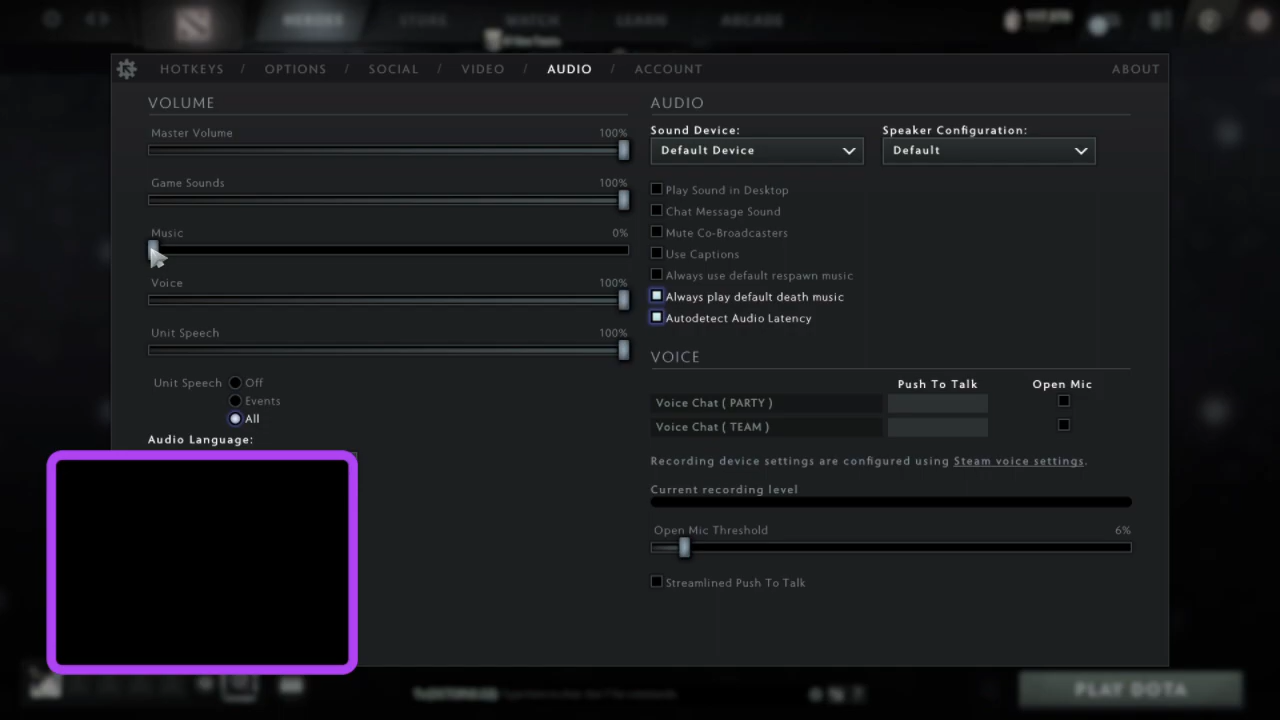 HEROES STORE WATCH LEARN ARCADE
HOTKEYS / OPTIONS / SOCIAL / VIDEO / AUDIO / ACCOUNT ABOUT
VOLUME
Master Volume 100%
Game Sounds 100%
Music 0%
Voice 100%
Unit Speech 100%
Unit Speech Off
Events
All
Audio Language:
AUDIO
Sound Device: Speaker Configuration:
Default Device Default
Play Sound in Desktop
Chat Message Sound
Mute Co-Broadcasters
Use Captions
Always use default respawn music
Always play default death music
Autodetect Audio Latency
VOICE
Push To Talk Open Mic
Voice Chat ( PARTY )
Voice Chat ( TEAM )
Recording device settings are configured using Steam voice settings.
Current recording level
Open Mic Threshold 6%
Streamlined Push To Talk
PLAY DOTA